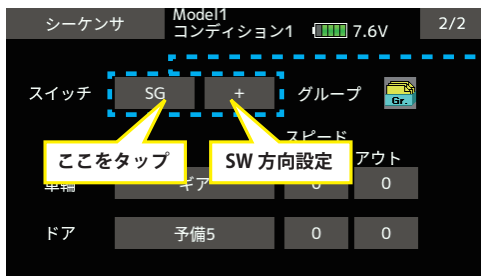 シーケンサ
Model1
コンディション1
7.6V
2/2
スイッチ
SG
+
グループ
Gr.
ここをタップ
SW 方向設定
スピード
アウト
車輪
ギア
0
0
ドア
予備5
0
0